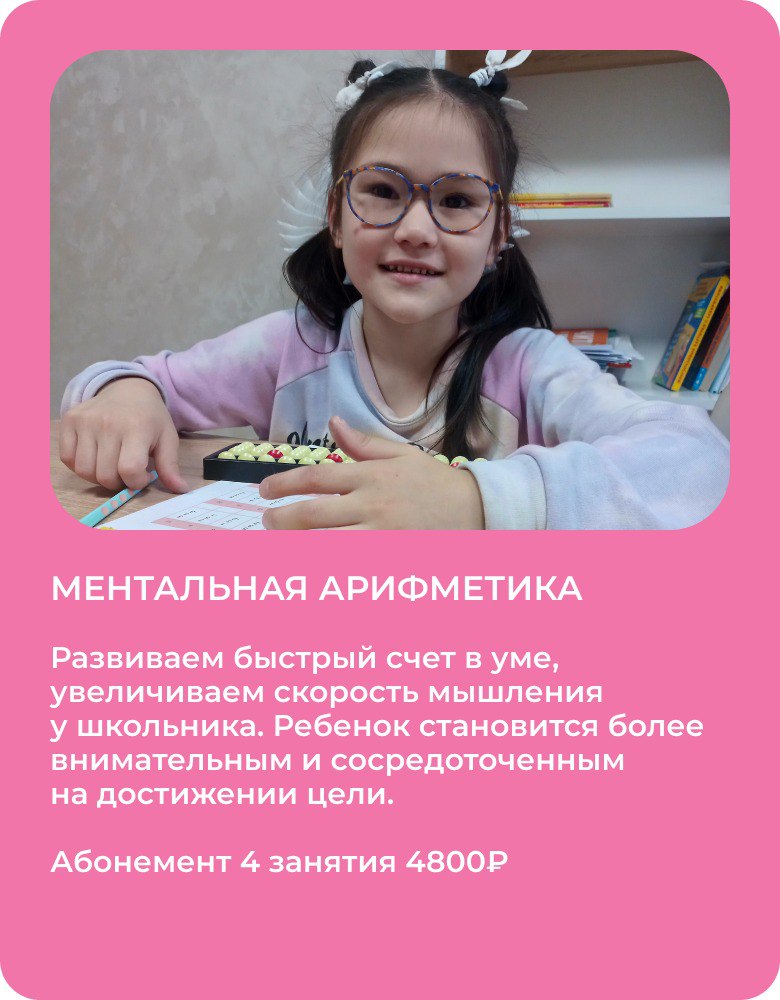 МЕНТАЛЬНАЯ АРИФМЕТИКА
Развиваем быстрый счет в уме,
увеличиваем скорость мышления
у школьника. Ребенок становится более
внимательным и сосредоточенным
на достижении цели.
Абонемент 4 занятия 4800₽